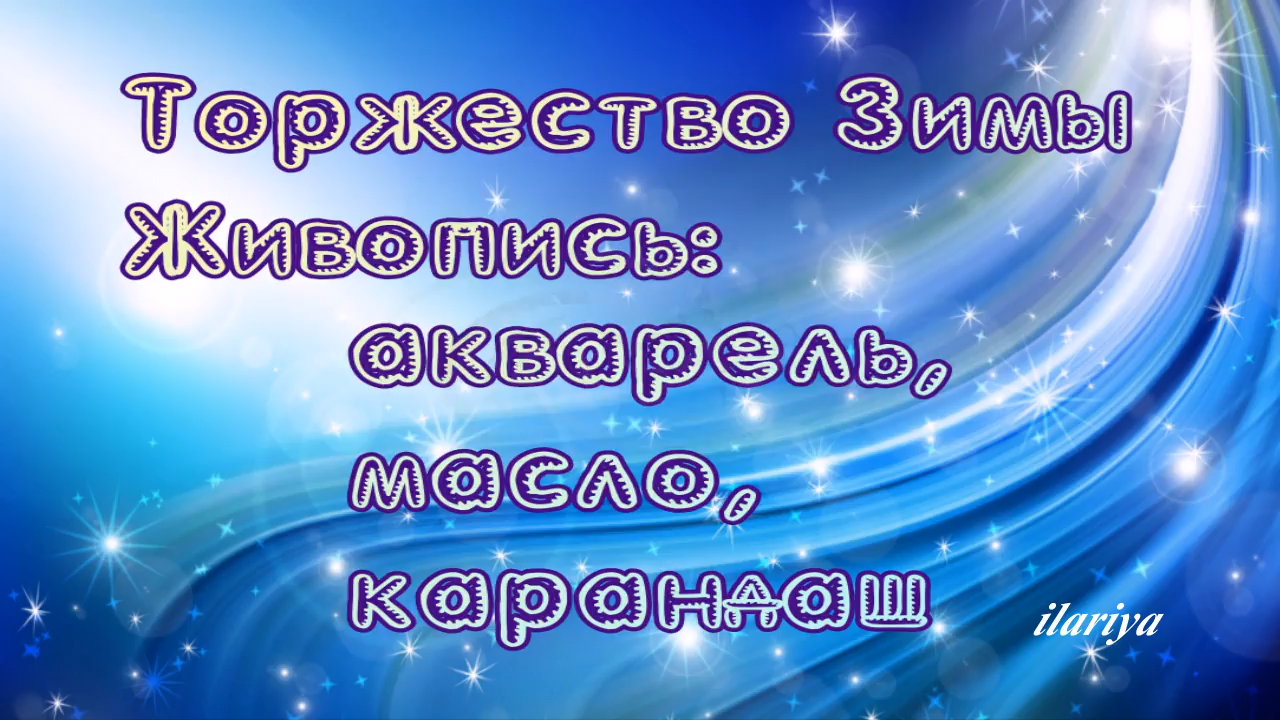 Торжество Зимы
Живопись:
акварель,
масло,
карандаш
ilariya